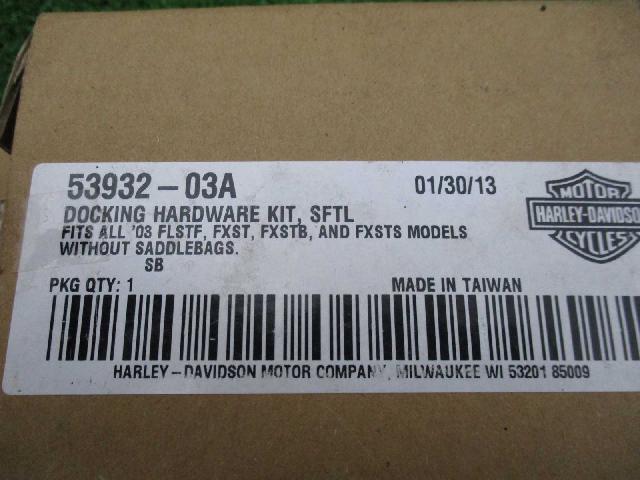 53932-03A
01/30/13
DOCKING HARDWARE KIT, SFTL
FITS ALL '03 FLSTF, FXST, FXSTB, AND FXSTS MODELS
WITHOUT SADDLEBAGS.
SB
PKG QTY: 1
MADE IN TAIWAN
HARLEY-DAVIDSON MOTOR COMPANY, MILWAUKEE WI 53201 85009
MOTOR
HARLEY-DAVIDSON
CYCLES